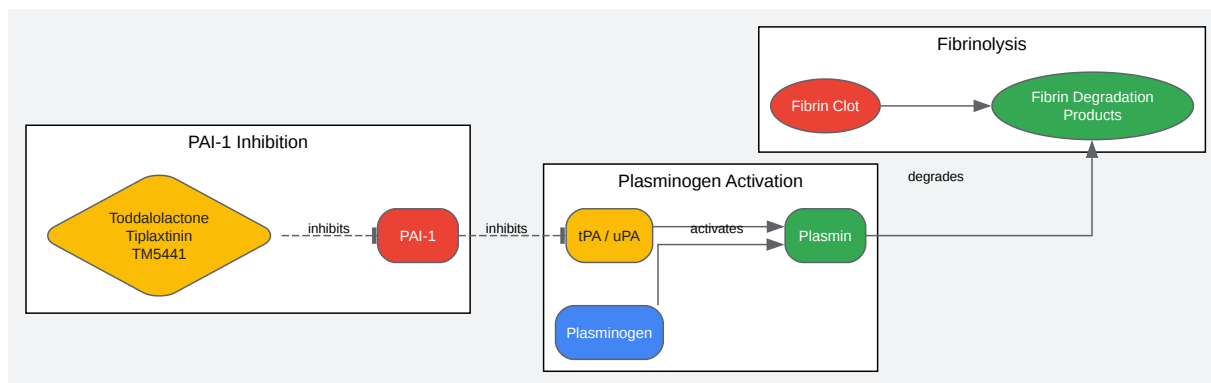 PAI-1 Inhibition
Toddalolactone
Tiplaxtinin
TM5441
inhibits
PAI-1
inhibits
Plasminogen Activation
tPA / uPA
activates
Plasmin
Plasminogen
degrades
Fibrinolysis
Fibrin Clot
Fibrin Degradation
Products